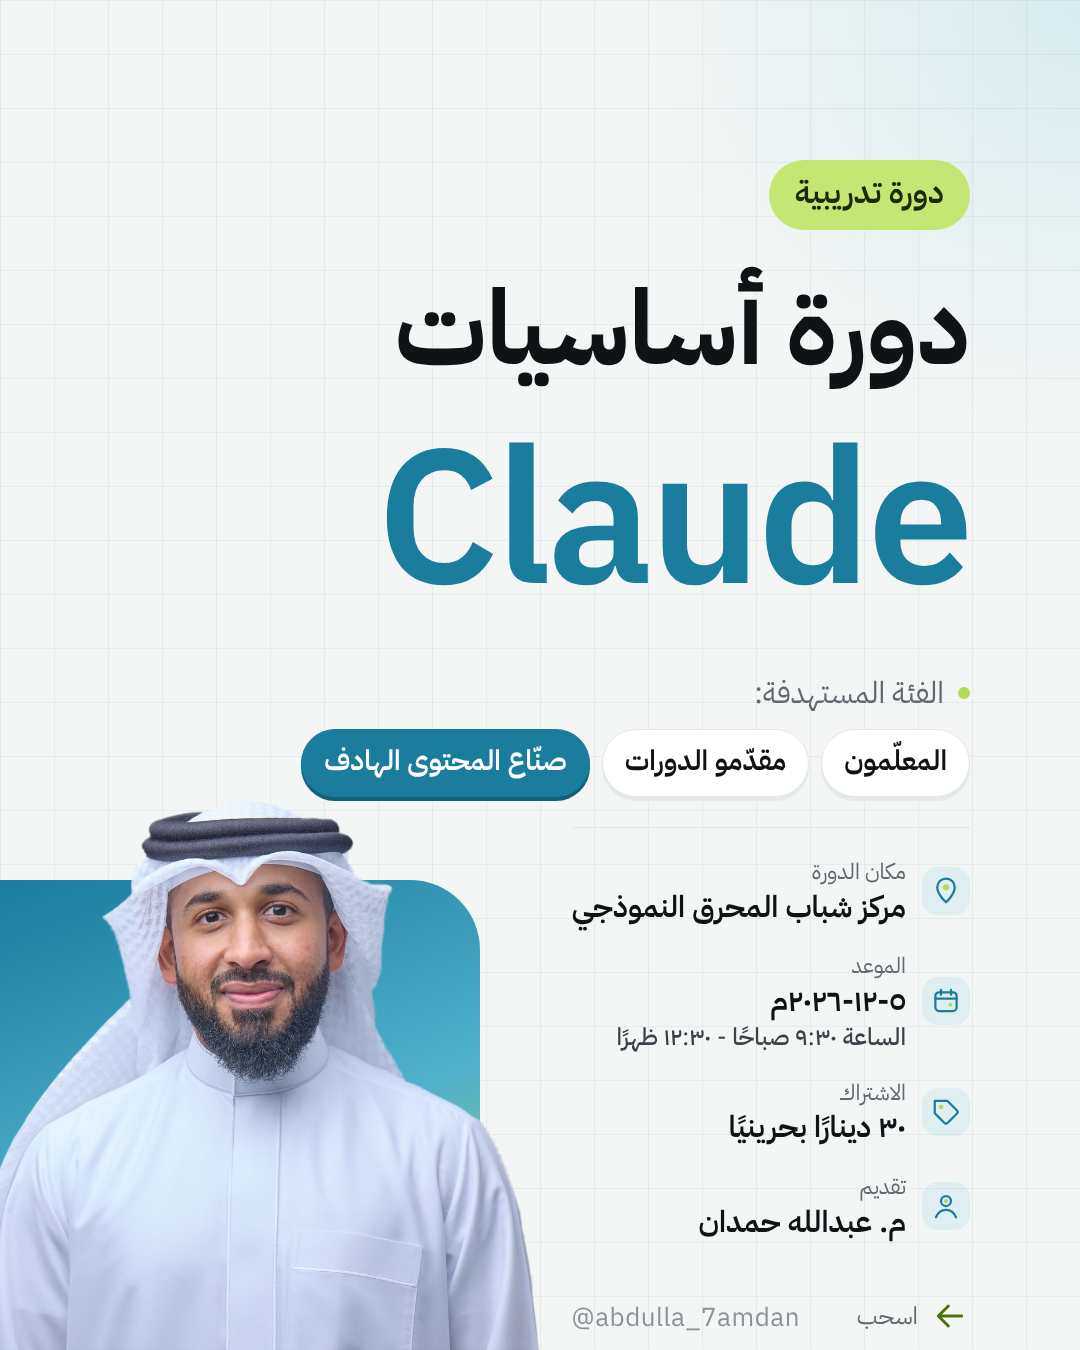 دورة تدريبية
دورة أساسيات
Claude
الفئة المستهدفة:
المعلّمون
مقدّمو الدورات
صنّاع المحتوى الهادف
مكان الدورة
مركز شباب المحرق النموذجي
الموعد
٥-١٢-٢٠٢٦م
الساعة ٩:٣٠ صباحًا - ١٢:٣٠ ظهرًا
الاشتراك
٣٠ دينارًا بحرينيًا
تقديم
م. عبدالله حمدان
اسحب
@abdulla_7amdan